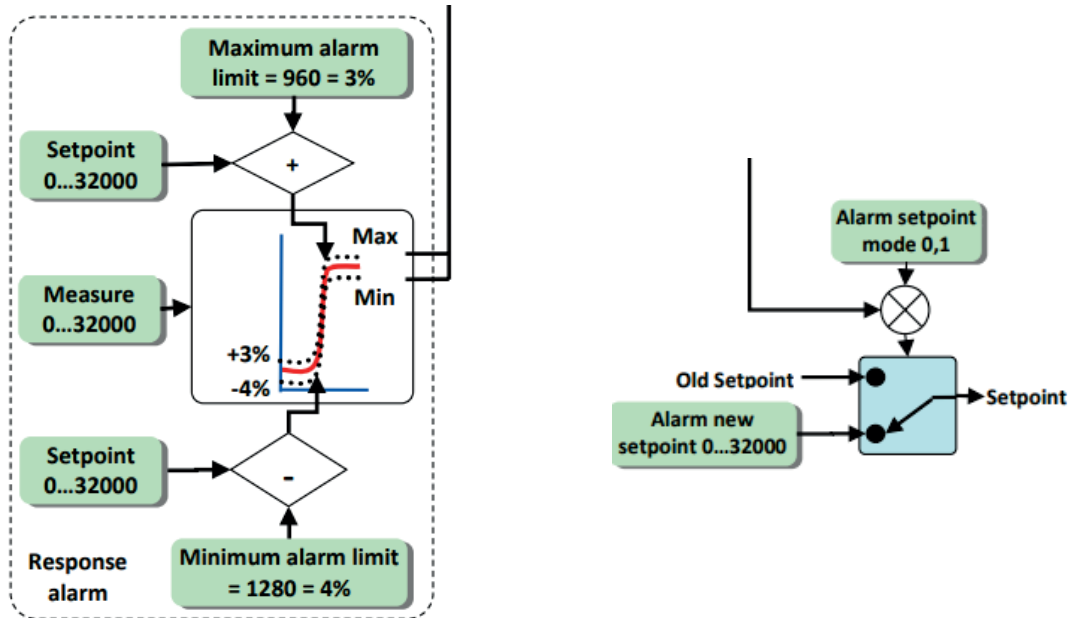 Maximum alarm
limit = 960 = 3%
Setpoint
0...32000
+
Max
Measure
0...32000
Min
+3%
-4%
Setpoint
0...32000
-
Response
alarm
Minimum alarm limit
= 1280 = 4%
Alarm setpoint
mode 0,1
Old Setpoint
Setpoint
Alarm new
setpoint 0...32000